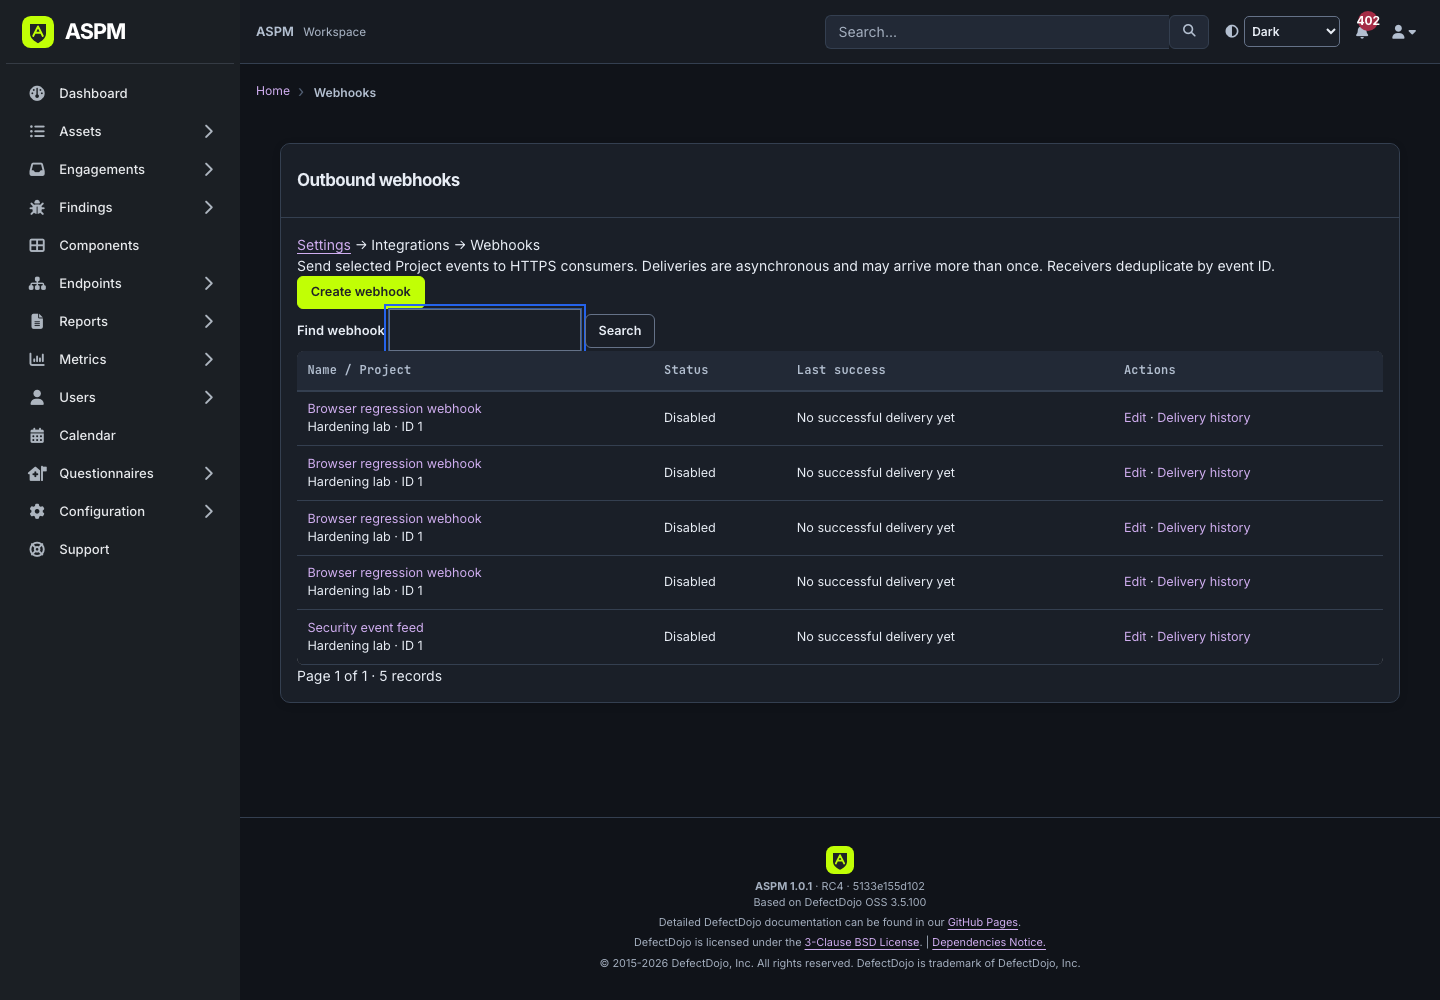 ASPM
ASPM Workspace
Search...
Dark
402
Dashboard
Assets
Engagements
Findings
Components
Endpoints
Reports
Metrics
Users
Calendar
Questionnaires
Configuration
Support
Home > Webhooks
Outbound webhooks
Settings → Integrations → Webhooks
Send selected Project events to HTTPS consumers. Deliveries are asynchronous and may arrive more than once. Receivers deduplicate by event ID.
Create webhook
Find webhook Search
Name / Project Status Last success Actions
Browser regression webhook
Hardening lab · ID 1 Disabled No successful delivery yet Edit · Delivery history
Browser regression webhook
Hardening lab · ID 1 Disabled No successful delivery yet Edit · Delivery history
Browser regression webhook
Hardening lab · ID 1 Disabled No successful delivery yet Edit · Delivery history
Browser regression webhook
Hardening lab · ID 1 Disabled No successful delivery yet Edit · Delivery history
Security event feed
Hardening lab · ID 1 Disabled No successful delivery yet Edit · Delivery history
Page 1 of 1 · 5 records
ASPM 1.0.1 · RC4 · 5133e155d102
Based on DefectDojo OSS 3.5.100
Detailed DefectDojo documentation can be found in our GitHub Pages.
DefectDojo is licensed under the 3-Clause BSD License. | Dependencies Notice.
© 2015-2026 DefectDojo, Inc. All rights reserved. DefectDojo is trademark of DefectDojo, Inc.